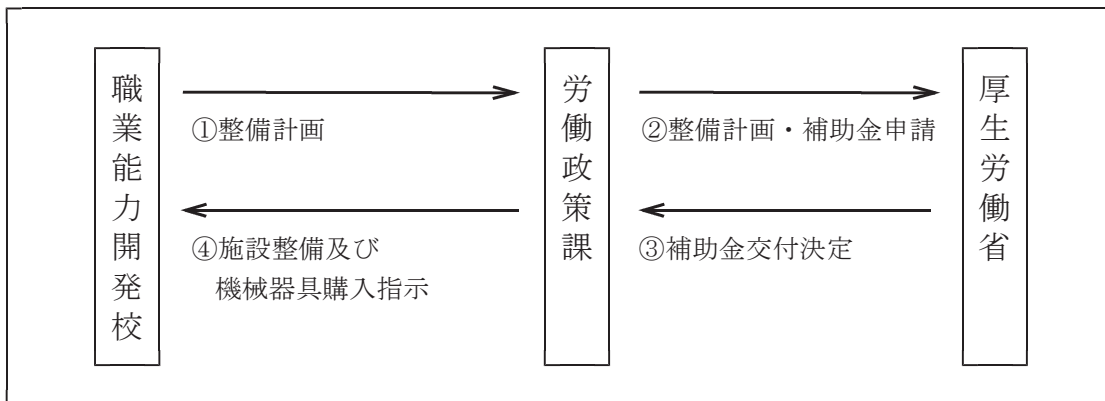 職業能力開発校
①整備計画
④施設整備及び
機械器具購入指示
労働政策課
②整備計画・補助金申請
③補助金交付決定
厚生労働省